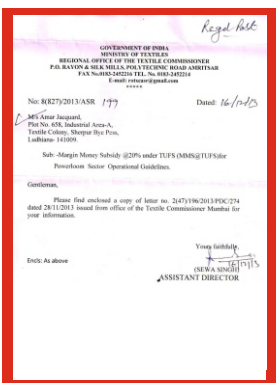 Regd. Post
GOVERNMENT OF INDIA
MINISTRY OF TEXTILES
REGIONAL OFFICE OF THE TEXTILE COMMISSIONER
P.O. RAYON & SILK MILLS, POLYTECHNIC ROAD AMRITSAR
FAX No.0183-2452216 TEL. No. 0183-2452214
*****
No: 8(827)/2013/ASR 199 Dated: 16/12/13
M/s Amar Jacquard,
Plot No. 658, Industrial Area-A,
Textile Colony, Sherpur Bye Pess,
Ludhiana- 141009.
Sub: -Margin Money Subsidy @20% under TUFS (MMS@TUFS)for
Powerloom Sector Operational Guidelines.
Gentleman,
Please find enclosed a copy of letter no. 2(47)/196/2013/PDC/274
dated 28/11/2013 issued from office of the Textile Commissioner Mumbai for
your information.
Yours faithfully,
16/12/13
Encls: As above
(SEWA SINGH)
ASSISTANT DIRECTOR